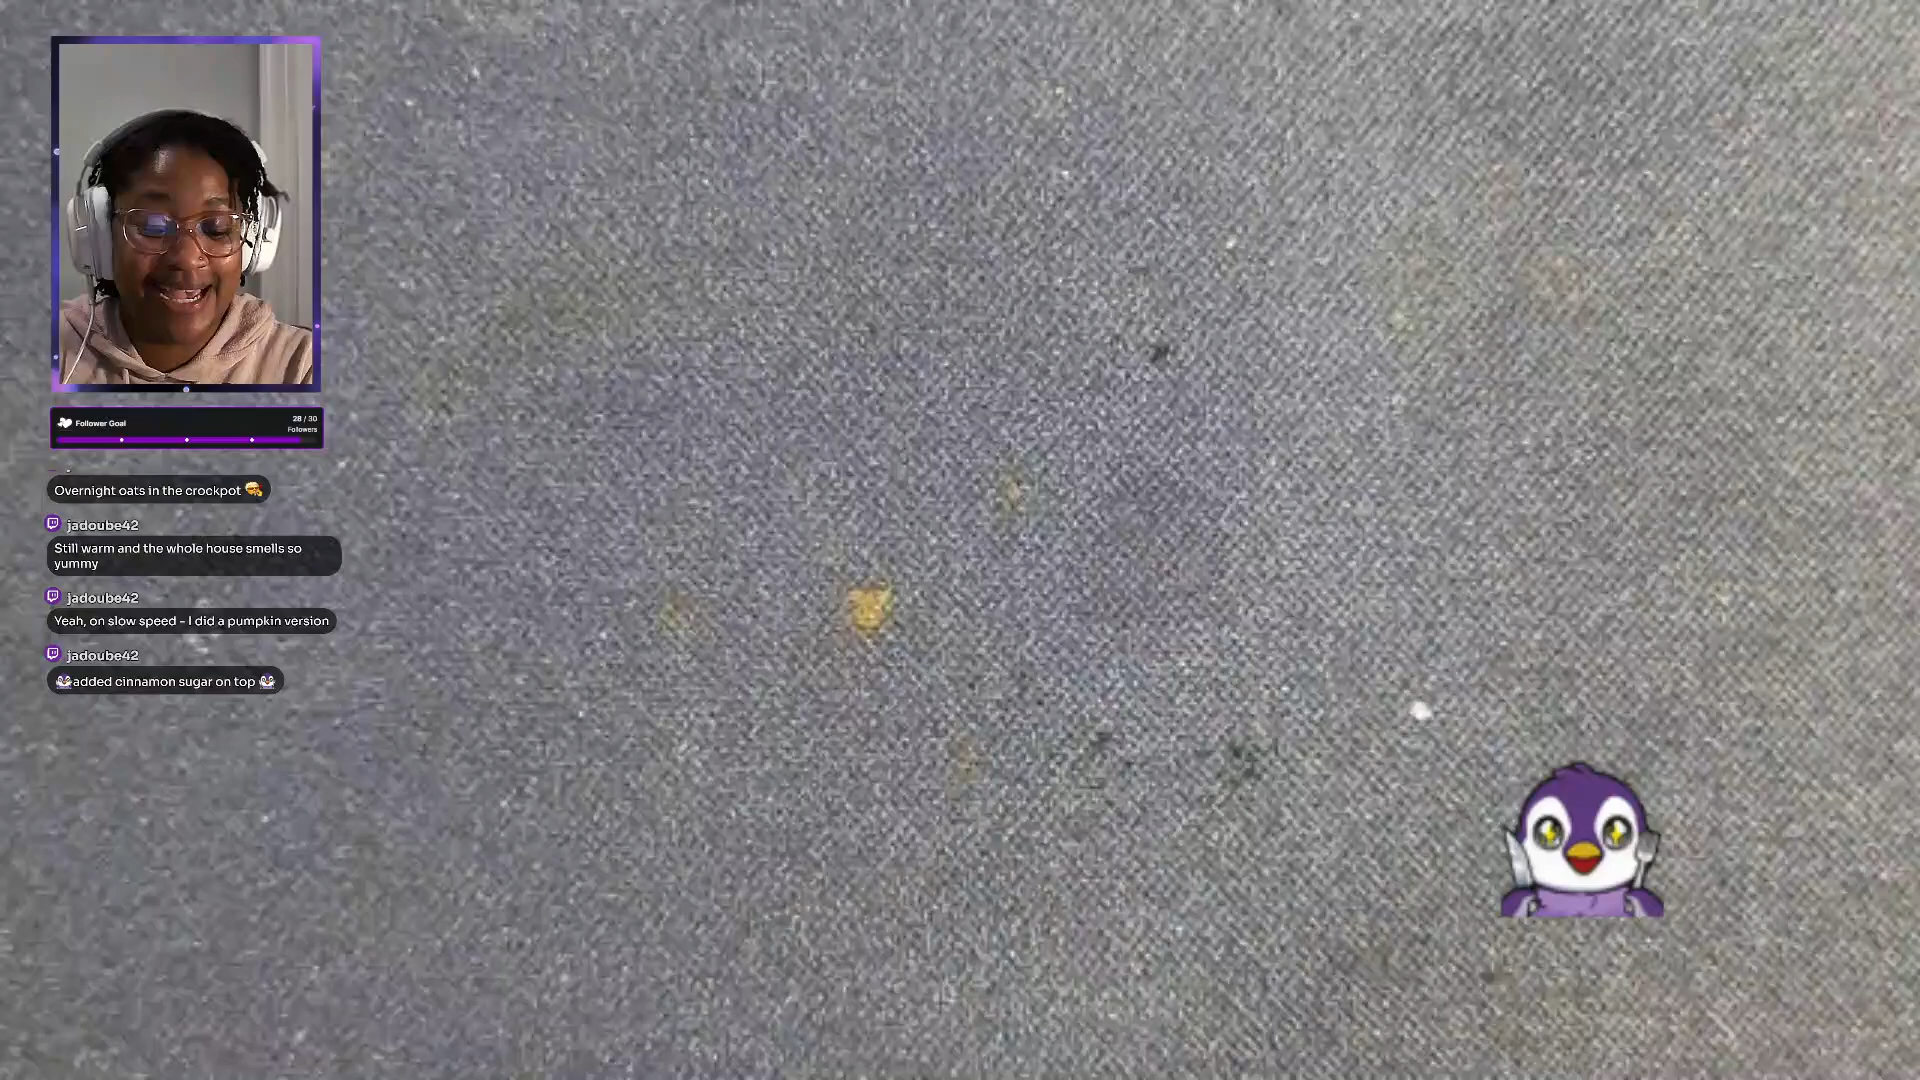 Follower Goal
28 / 30
Followers
Overnight oats in the crockpot
jadoube42
Still warm and the whole house smells so
yummy
jadoube42
Yeah, on slow speed - I did a pumpkin version
jadoube42
added cinnamon sugar on top